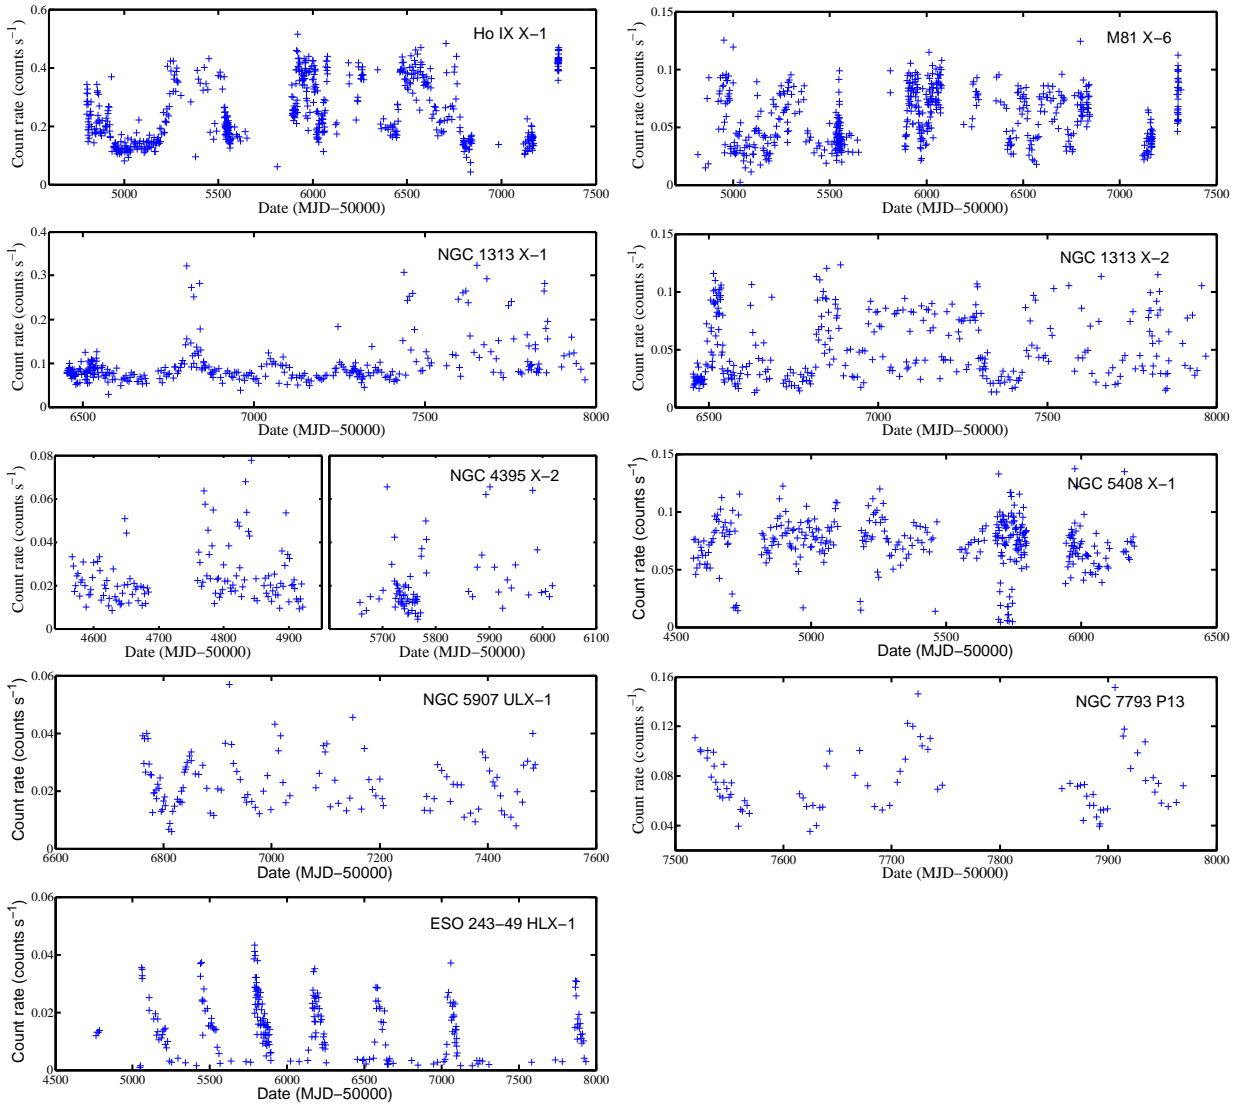 Ho IX X−1
Count rate (counts s⁻¹)
0.6
0.4
0.2
0
5000 5500 6000 6500 7000 7500
Date (MJD−50000)
M81 X−6
Count rate (counts s⁻¹)
0.15
0.1
0.05
0
5000 5500 6000 6500 7000 7500
Date (MJD−50000)
NGC 1313 X−1
Count rate (counts s⁻¹)
0.4
0.3
0.2
0.1
0
6500 7000 7500 8000
Date (MJD−50000)
NGC 1313 X−2
Count rate (counts s⁻¹)
0.15
0.1
0.05
0
6500 7000 7500 8000
Date (MJD−50000)
NGC 4395 X−2
Count rate (counts s⁻¹)
0.08
0.06
0.04
0.02
0
4600 4700 4800 4900
Date (MJD−50000)
5700 5800 5900 6000 6100
Date (MJD−50000)
NGC 5408 X−1
Count rate (counts s⁻¹)
0.15
0.1
0.05
0
4500 5000 5500 6000 6500
Date (MJD−50000)
NGC 5907 ULX−1
Count rate (counts s⁻¹)
0.06
0.04
0.02
0
6600 6800 7000 7200 7400 7600
Date (MJD−50000)
NGC 7793 P13
Count rate (counts s⁻¹)
0.16
0.12
0.08
0.04
7500 7600 7700 7800 7900 8000
Date (MJD−50000)
ESO 243−49 HLX−1
Count rate (counts s⁻¹)
0.06
0.04
0.02
0
4500 5000 5500 6000 6500 7000 7500 8000
Date (MJD−50000)